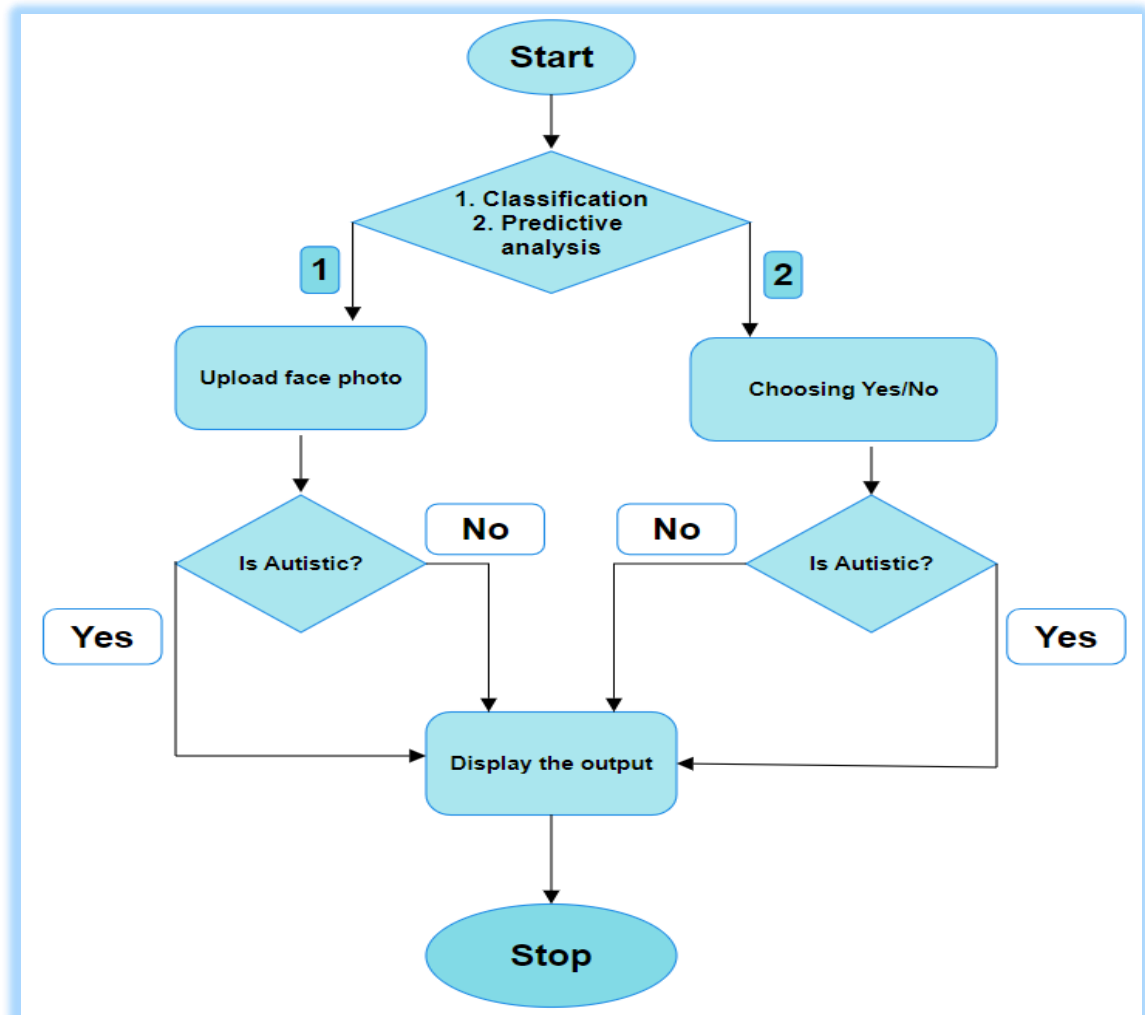 Start
1. Classification
2. Predictive
analysis
1
2
Upload face photo
Choosing Yes/No
Is Autistic?
No
No
Is Autistic?
Yes
Yes
Display the output
Stop